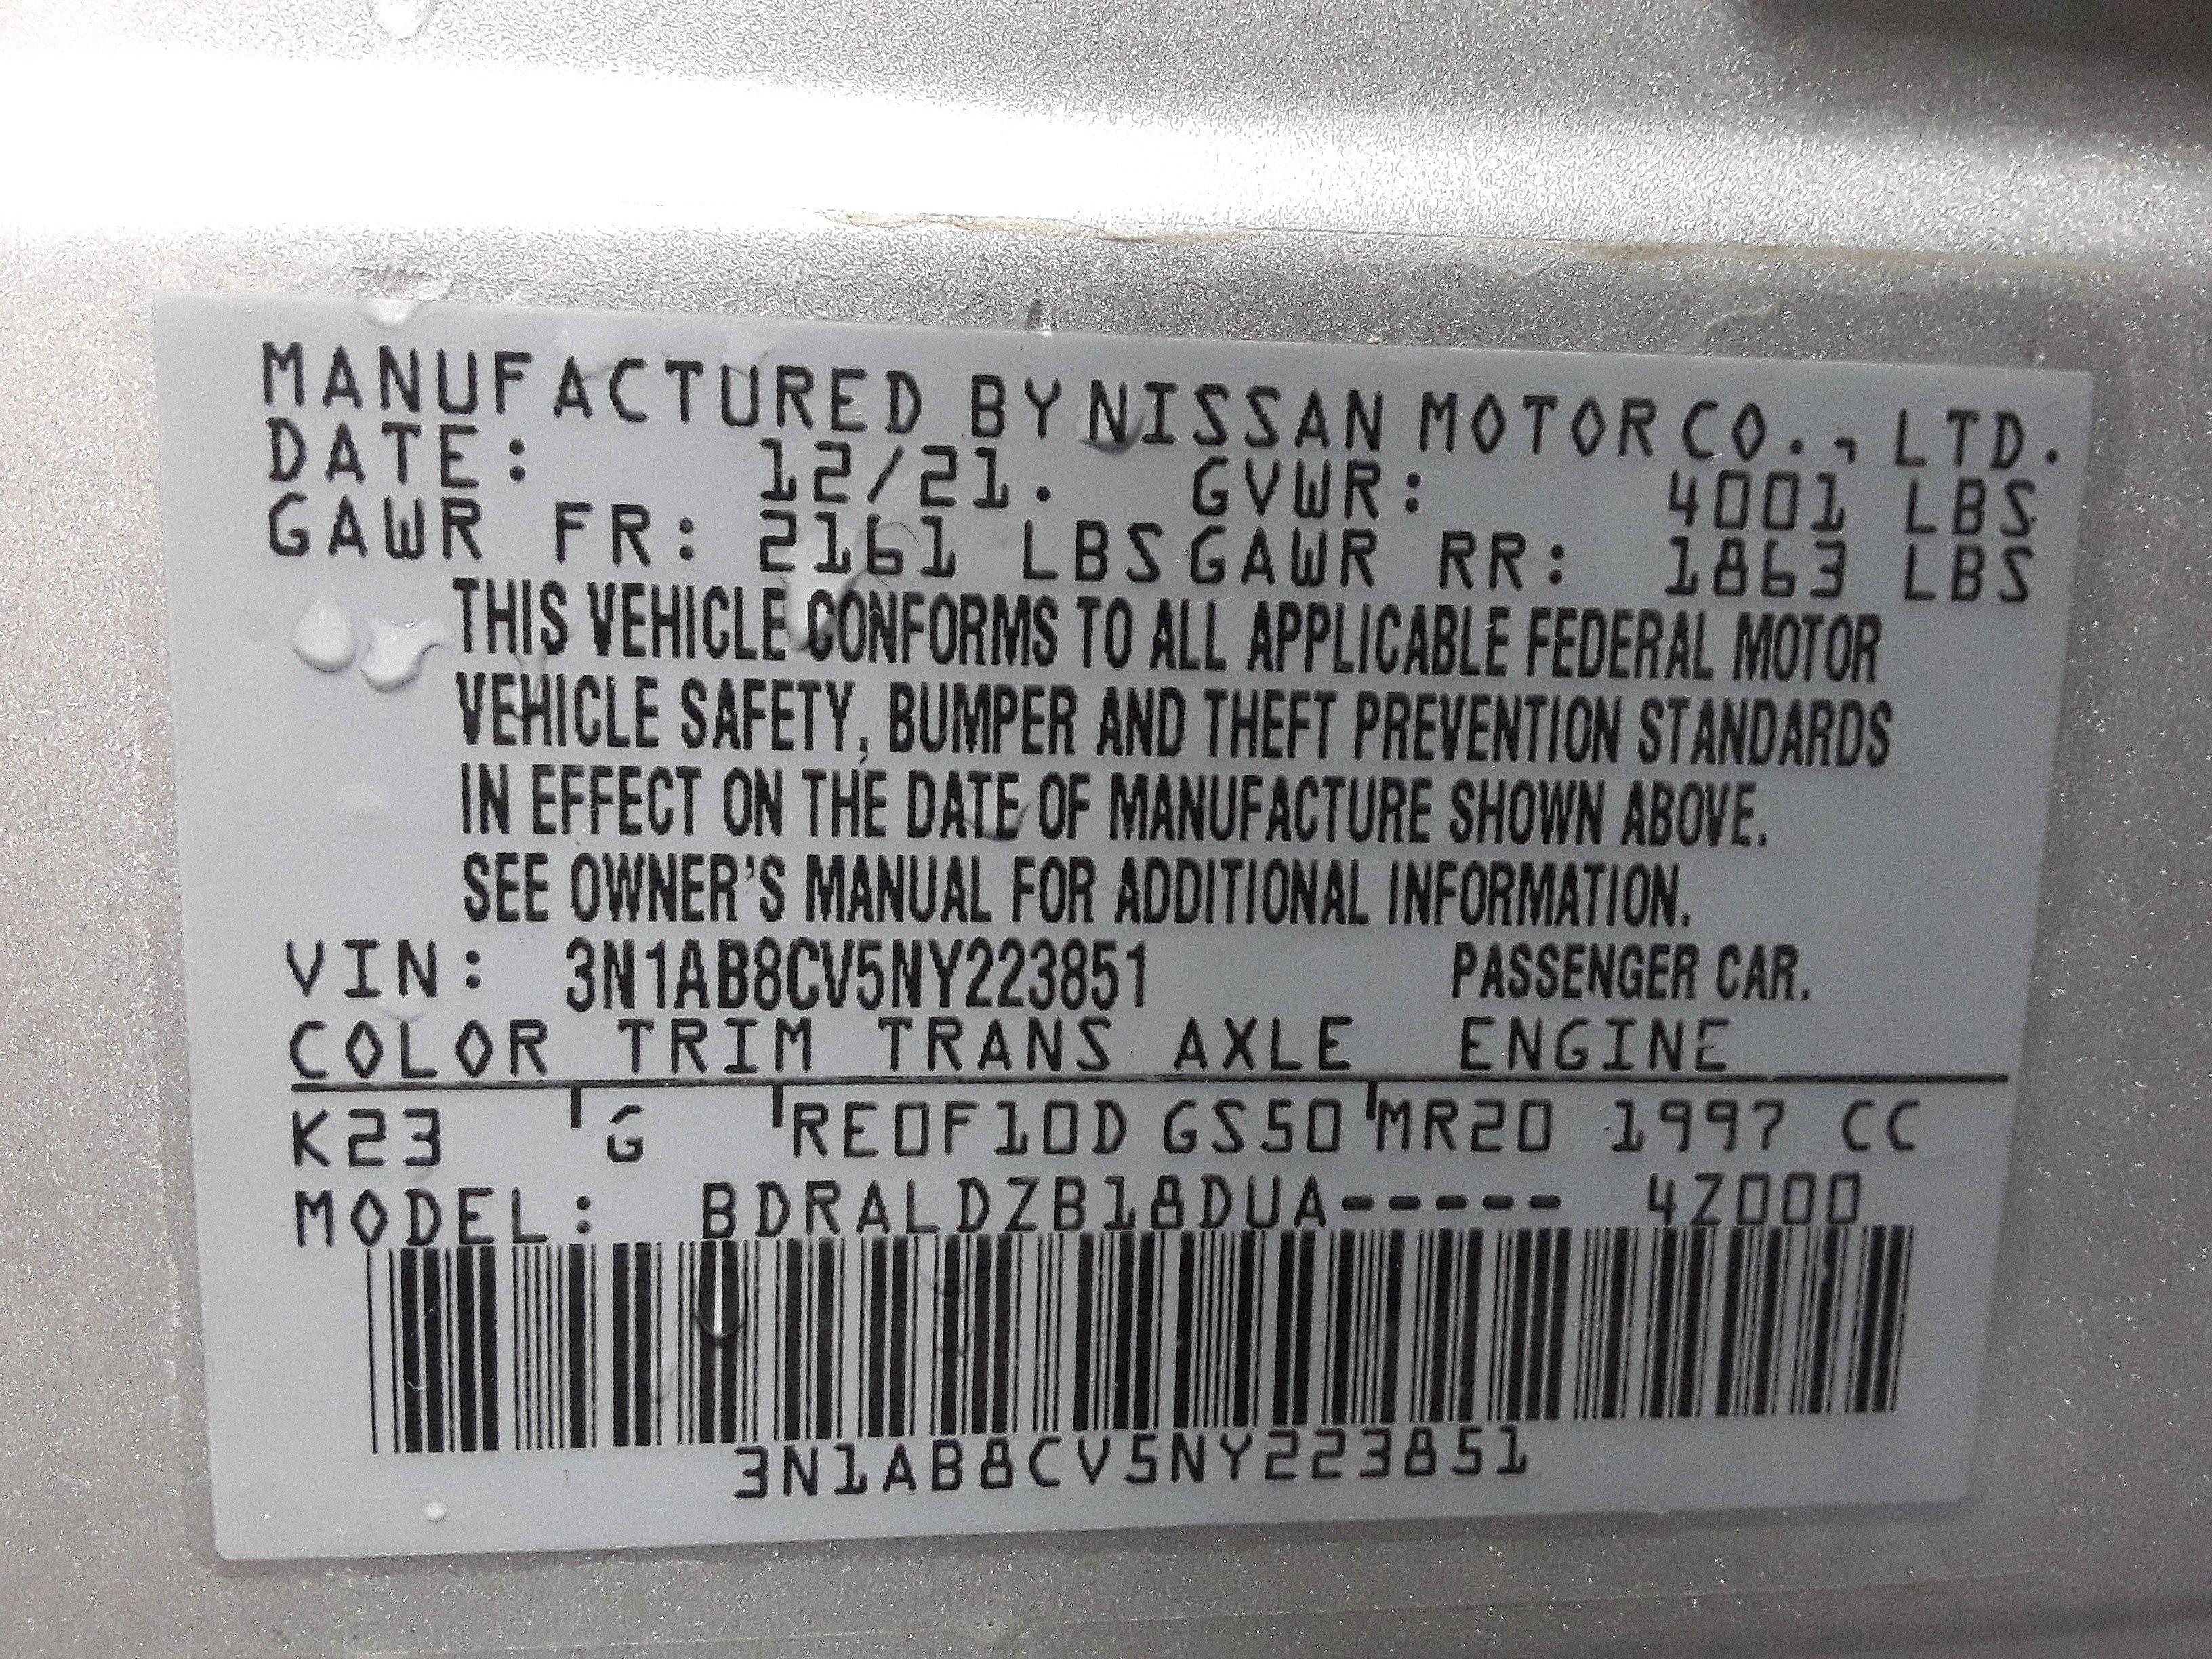 MANUFACTURED BY NISSAN MOTOR CO., LTD.
DATE: 12/21. GVWR: 4001 LBS
GAWR FR: 2161 LBS GAWR RR: 1863 LBS
THIS VEHICLE CONFORMS TO ALL APPLICABLE FEDERAL MOTOR
VEHICLE SAFETY, BUMPER AND THEFT PREVENTION STANDARDS
IN EFFECT ON THE DATE OF MANUFACTURE SHOWN ABOVE.
SEE OWNER'S MANUAL FOR ADDITIONAL INFORMATION.
VIN: 3N1AB8CV5NY223851 PASSENGER CAR.
COLOR TRIM TRANS AXLE ENGINE
K23 G RE0F10D GS50 MR20 1997 CC
MODEL: BDRALDZB18DUA----- 4Z000
3N1AB8CV5NY223851